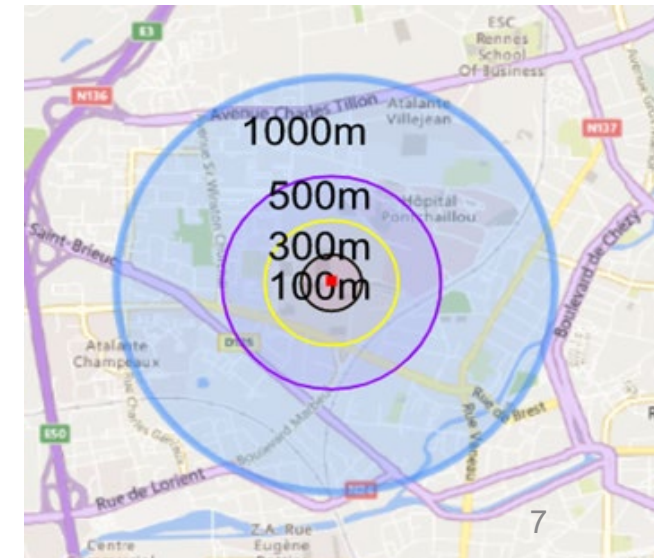 E3
ESC
Rennes
School
Of Business
N136
Avenue Charles Tillon
Atalante
Villejean
N137
1000m
500m
Hôpital
Pontchaillou
Saint-Brieuc
300m
100m
Boulevard de Chezy
Atalante
Champeaux
Rue de Brest
E50
Rue de Lorient
7
Centre
Z.A. Rue
Eugène